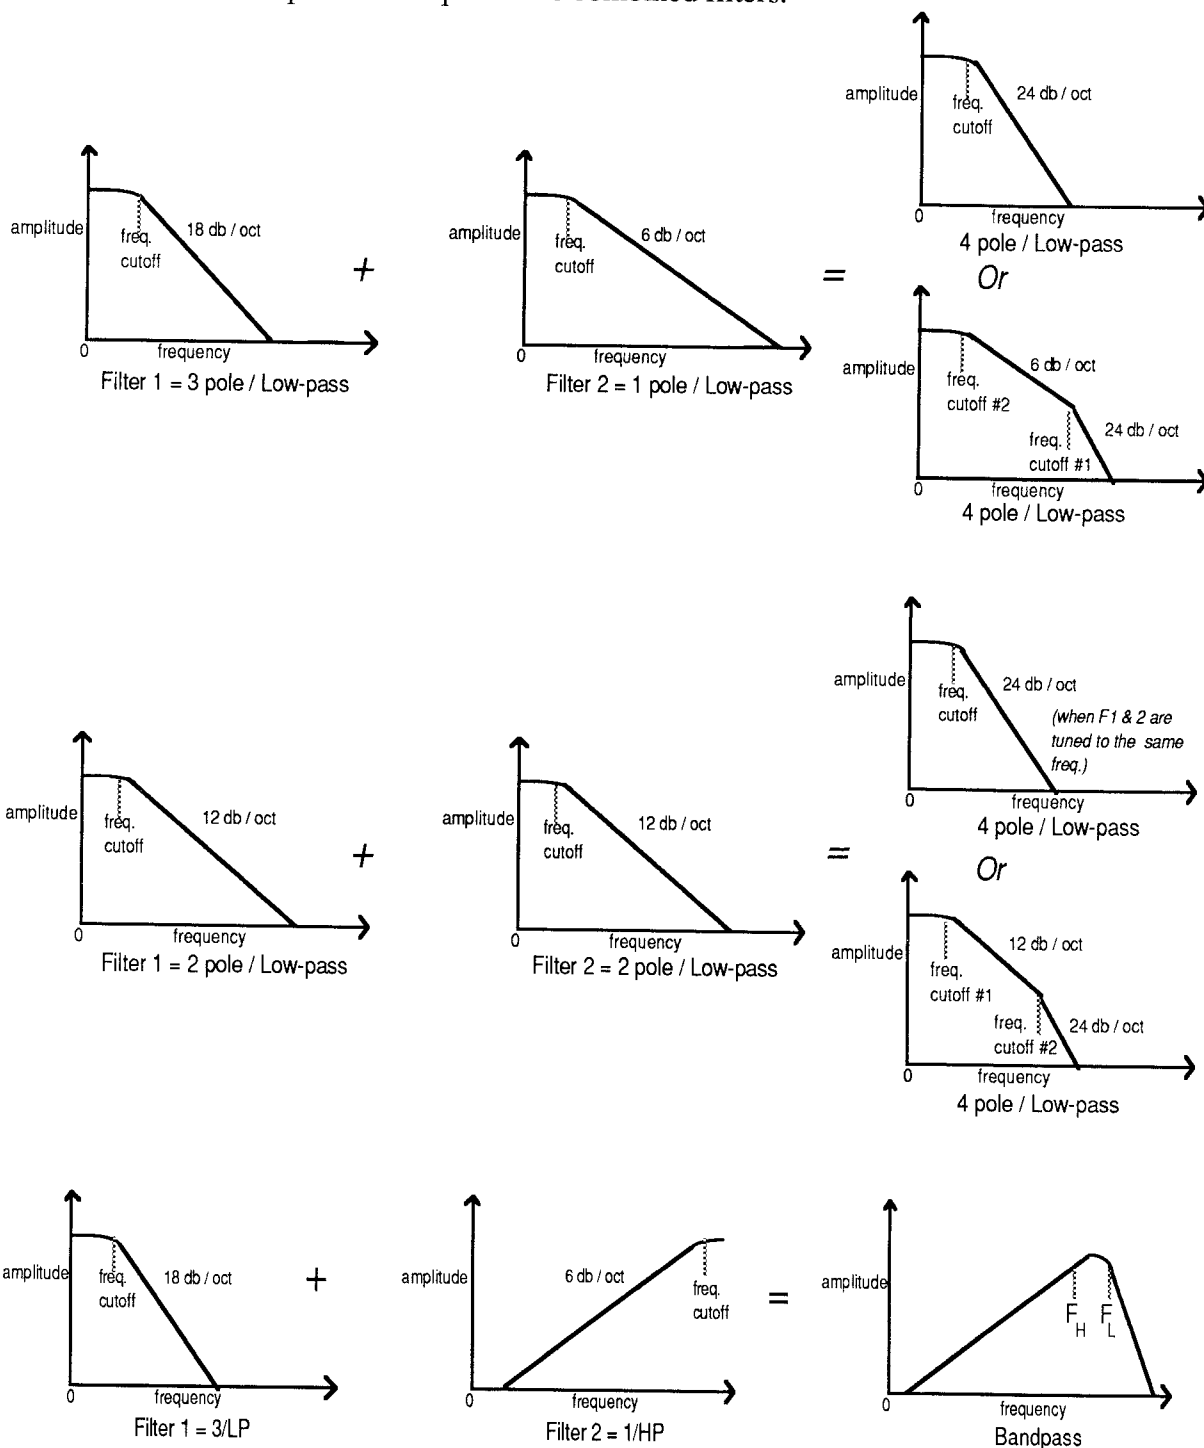 combined filters.
amplitude
24 db / oct
freq.
cutoff
0
frequency
4 pole / Low-pass
amplitude
18 db / oct
freq.
cutoff
0
frequency
Filter 1 = 3 pole / Low-pass
+
amplitude
6 db / oct
freq.
cutoff
0
frequency
Filter 2 = 1 pole / Low-pass
=
Or
amplitude
6 db / oct
freq.
cutoff #2
24 db / oct
freq.
cutoff #1
0
frequency
4 pole / Low-pass
amplitude
24 db / oct
freq.
cutoff
(when F1 & 2 are
tuned to the same
freq.)
0
frequency
4 pole / Low-pass
amplitude
12 db / oct
freq.
cutoff
0
frequency
Filter 1 = 2 pole / Low-pass
+
amplitude
12 db / oct
freq.
cutoff
0
frequency
Filter 2 = 2 pole / Low-pass
=
Or
amplitude
12 db / oct
freq.
cutoff #1
freq.
cutoff #2
24 db / oct
0
frequency
4 pole / Low-pass
amplitude
18 db / oct
freq.
cutoff
0
frequency
Filter 1 = 3/LP
+
amplitude
6 db / oct
freq.
cutoff
0
frequency
Filter 2 = 1/HP
=
amplitude
FH FL
0
frequency
Bandpass